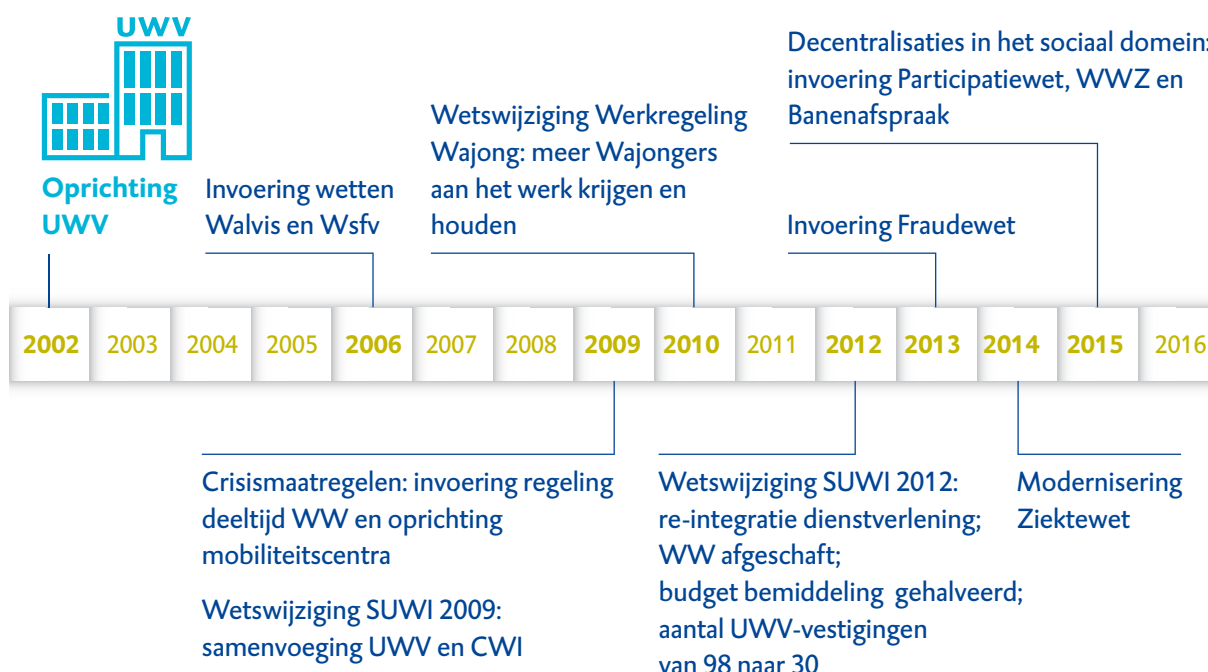 UWV
Oprichting
UWV
Invoering wetten
Walvis en Wsfv
Wetswijziging Werkregeling
Wajong: meer Wajongers
aan het werk krijgen en
houden
Decentralisaties in het sociaal domein:
invoering Participatiewet, WWZ en
Banenafspraak
Invoering Fraudewet
2002 2003 2004 2005 2006 2007 2008 2009 2010 2011 2012 2013 2014 2015 2016
Crisismaatregelen: invoering regeling
deeltijd WW en oprichting
mobiliteitscentra
Wetswijziging SUWI 2009:
samenvoeging UWV en CWI
Wetswijziging SUWI 2012:
re-integratie dienstverlening;
WW afgeschaft;
budget bemiddeling gehalveerd;
aantal UWV-vestigingen
van 98 naar 30
Modernisering
Ziektewet